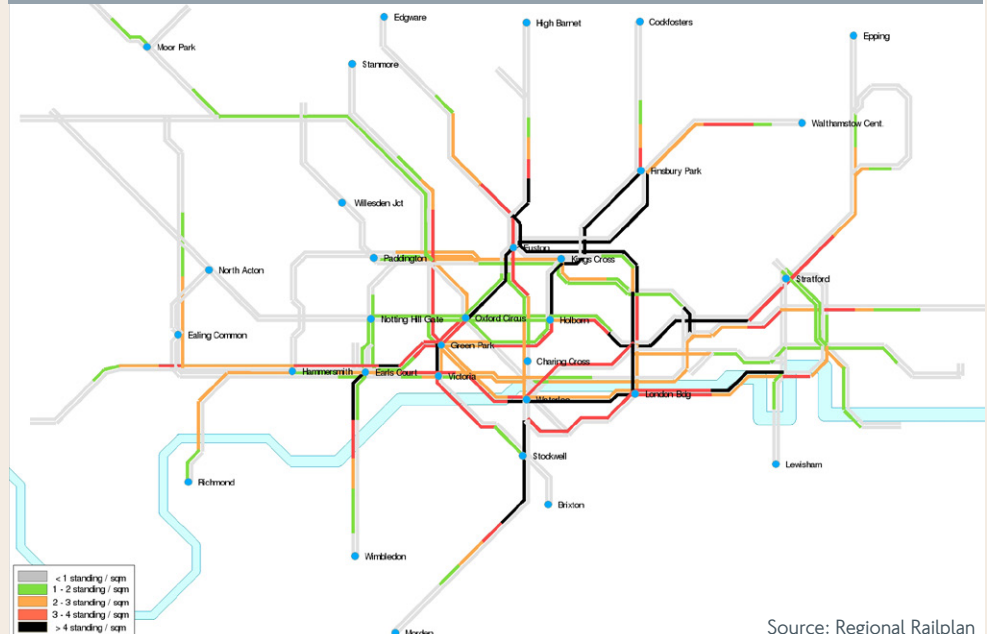 Edgware
High Barnet
Cockfosters
Epping
Moor Park
Stanmore
Walthamstow Cent.
Finsbury Park
Willesden Jct
Euston
Paddington
Kings Cross
North Acton
Stratford
Notting Hill Gate
Oxford Circus
Holborn
Ealing Common
Green Park
Charing Cross
Hammersmith
Earls Court
Victoria
Waterloo
London Bdg
Stockwell
Lewisham
Richmond
Brixton
Wimbledon
Morden
< 1 standing / sqm
1 - 2 standing / sqm
2 - 3 standing / sqm
3 - 4 standing / sqm
> 4 standing / sqm
Source: Regional Railplan